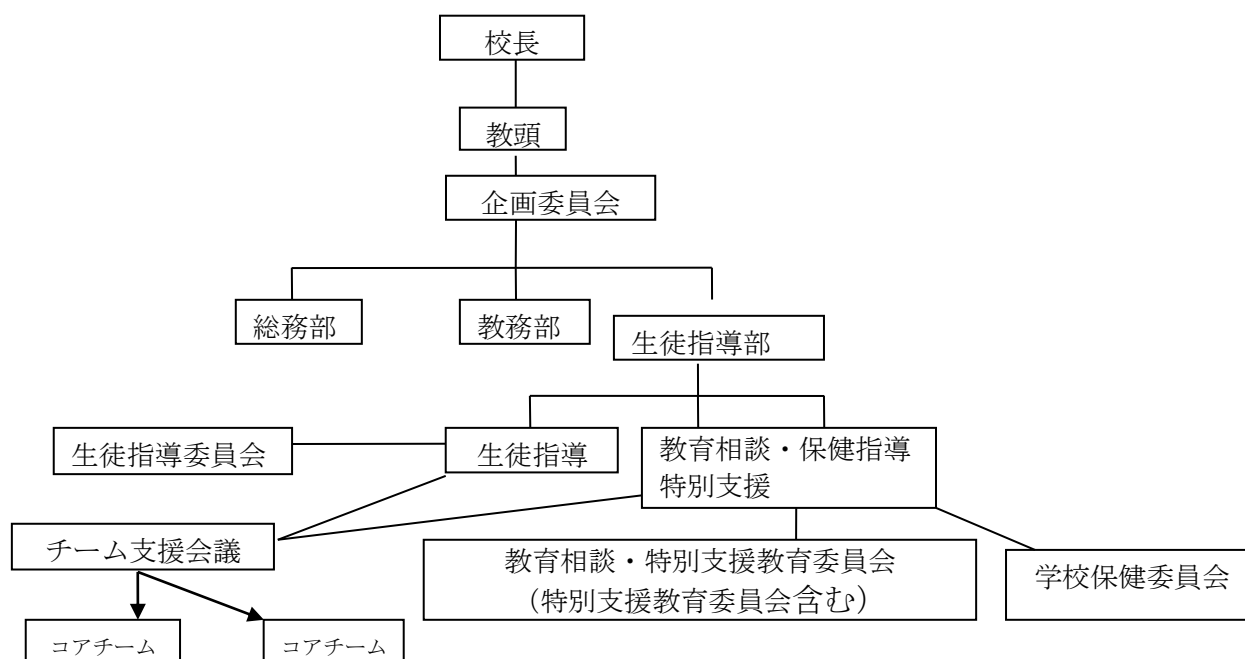 校長
教頭
企画委員会
総務部
教務部
生徒指導部
生徒指導委員会
生徒指導
教育相談・保健指導
特別支援
チーム支援会議
教育相談・特別支援教育委員会
（特別支援教育委員会含む）
学校保健委員会
コアチーム
コアチーム